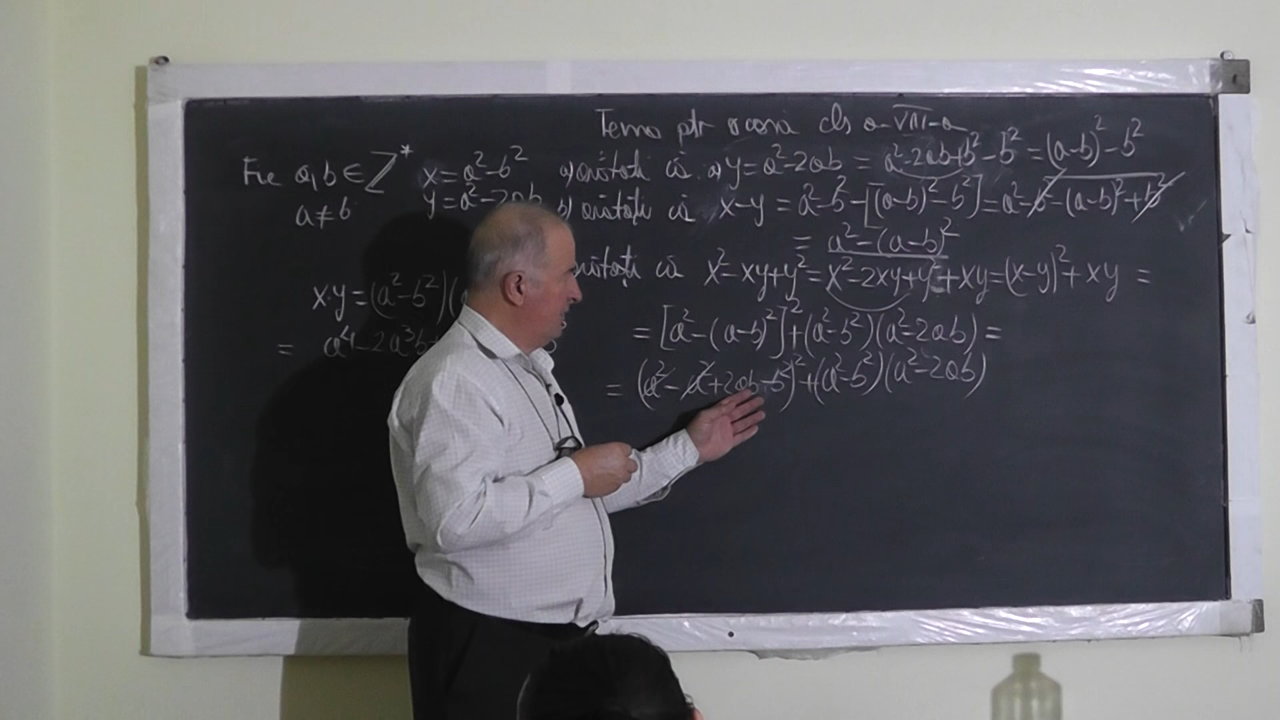 Temă ptr acasă cls a-VIII-a
Fie a,b ∈ Z* x=a²-b² arătați că a) y=a²-2ab = a²-2ab+b²-b² =(a-b)²-b²
a≠b y=a²-2ab b) arătați că x-y = a²-b²-[(a-b)²-b²]=a²-b²-(a-b)²+b²
= a²-(a-b)²
că x²-xy+y²=x²-2xy+y²+xy=(x-y)²+xy =
x·y=(a²-b²)(
= [a²-(a-b)²]²+(a²-b²)(a²-2ab)=
= a⁴-2a³b
= (a²-a²+2ab-b²)²+(a²-b²)(a²-2ab)